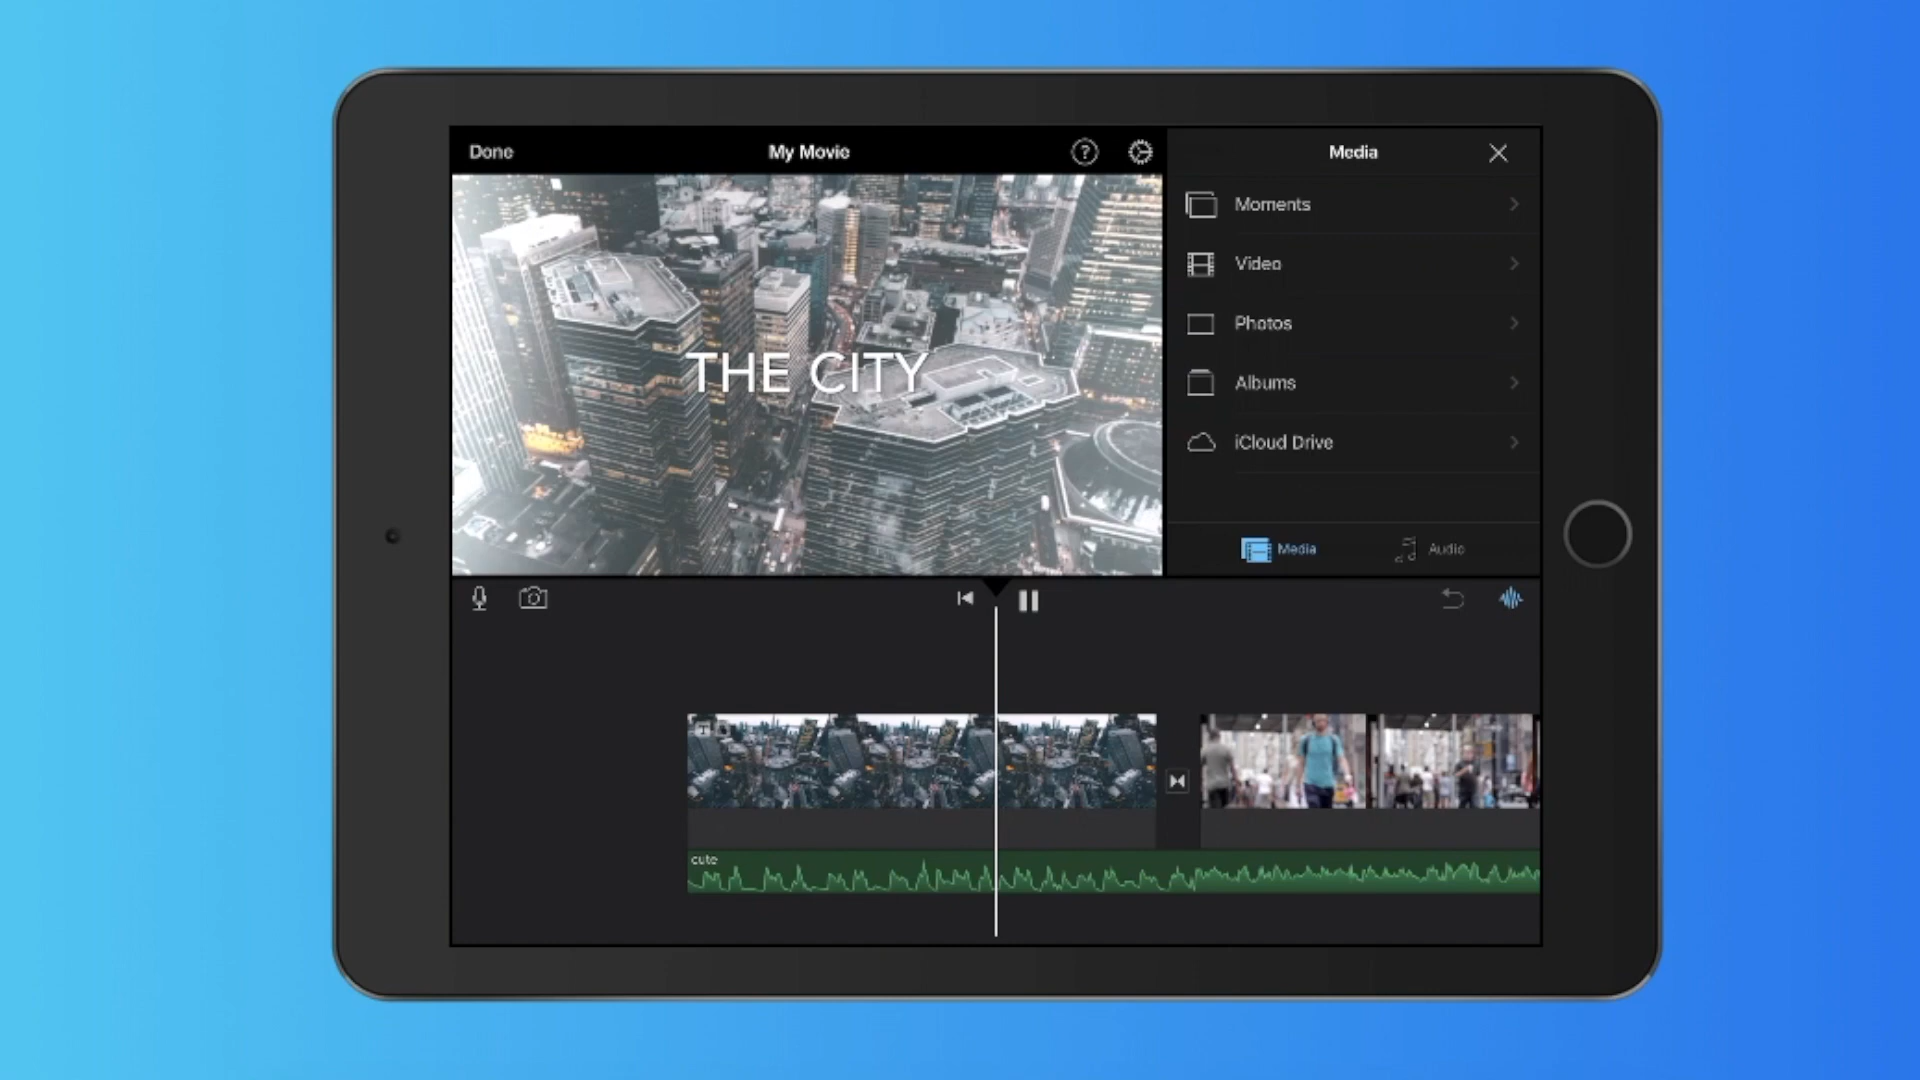 Done
My Movie
?
Media
Moments
Video
Photos
Albums
iCloud Drive
THE CITY
Media
Audio
T
cute